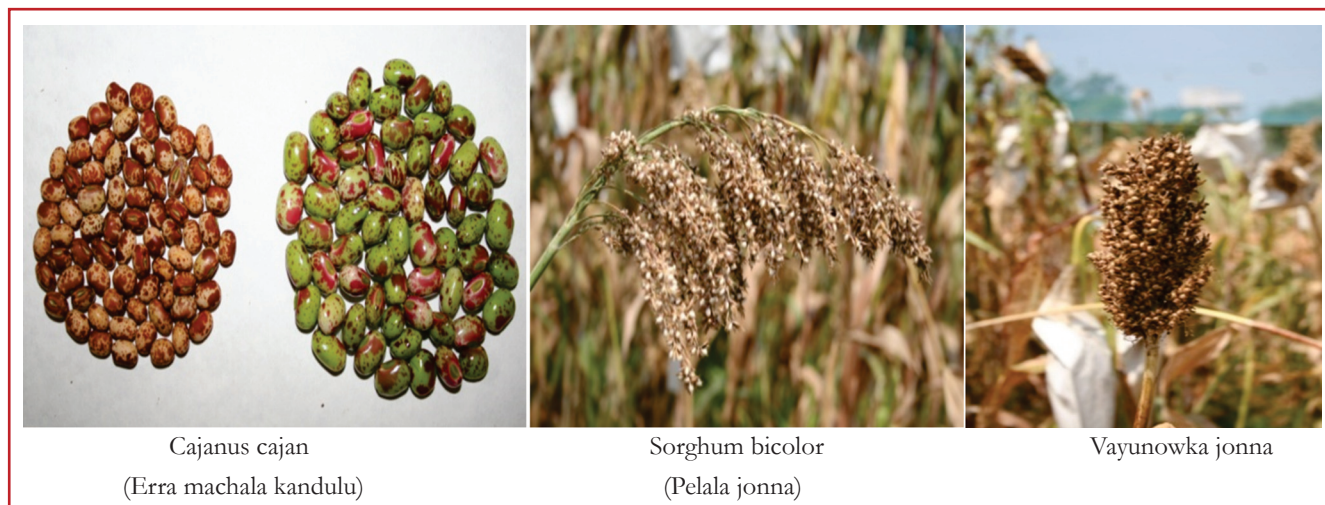 Cajanus cajan
(Erra machala kandulu)
Sorghum bicolor
(Pelala jonna)
Vayunowka jonna